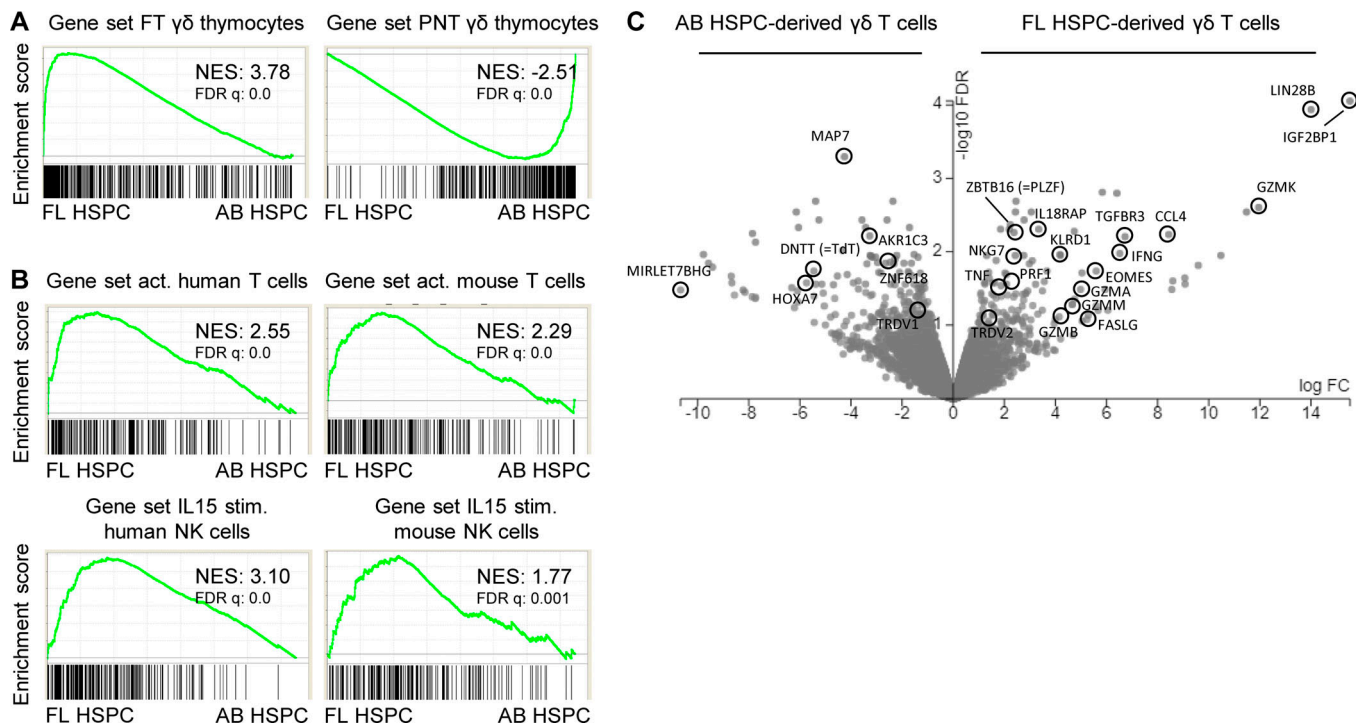 A
Gene set FT γδ thymocytes
Gene set PNT γδ thymocytes
Enrichment score
NES: 3.78
FDR q: 0.0
NES: -2.51
FDR q: 0.0
FL HSPC
AB HSPC
FL HSPC
AB HSPC
B
Gene set act. human T cells
Gene set act. mouse T cells
Enrichment score
NES: 2.55
FDR q: 0.0
NES: 2.29
FDR q: 0.0
FL HSPC
AB HSPC
FL HSPC
AB HSPC
Gene set IL15 stim.
human NK cells
Gene set IL15 stim.
mouse NK cells
Enrichment score
NES: 3.10
FDR q: 0.0
NES: 1.77
FDR q: 0.001
FL HSPC
AB HSPC
FL HSPC
AB HSPC
C
AB HSPC-derived γδ T cells
FL HSPC-derived γδ T cells
-log10 FDR
4
3
2
1
LIN28B
IGF2BP1
MAP7
ZBTB16 (=PLZF)
GZMK
IL18RAP
TGFBR3
CCL4
AKR1C3
NKG7
KLRD1
IFNG
DNTT (=TdT)
ZNF618
MIRLET7BHG
TNF
PRF1
EOMES
HOXA7
GZMA
GZMM
TRDV1
TRDV2
GZMB
FASLG
log FC
-10
-8
-6
-4
-2
0
2
4
6
8
10
12
14